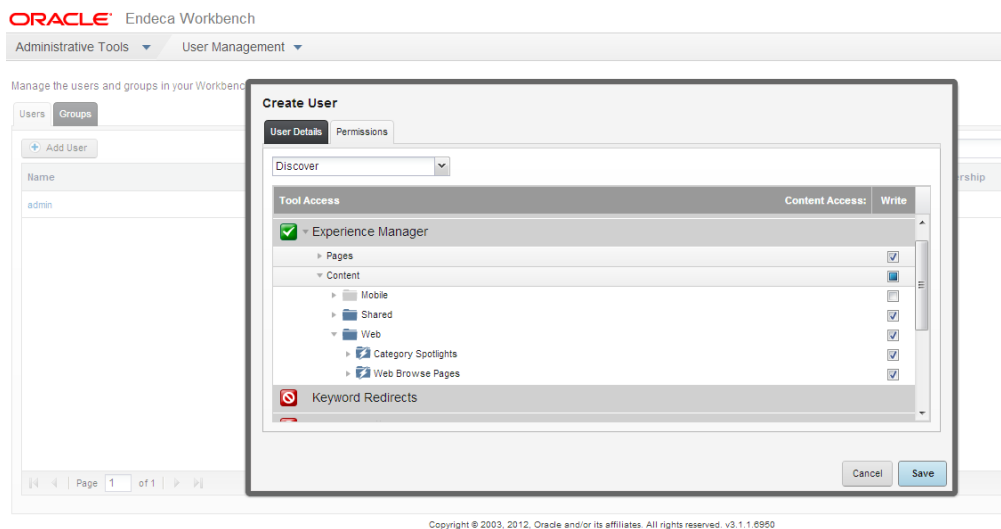 ORACLE Endeca Workbench
Administrative Tools User Management
Manage the users and groups in your Workbenc
Users Groups
Add User
Name
ership
admin
Create User
User Details Permissions
Discover
Tool Access Content Access: Write
Experience Manager
Pages
Content
Mobile
Shared
Web
Category Spotlights
Web Browse Pages
Keyword Redirects
Cancel Save
Page 1 of 1
Copyright © 2003, 2012, Oracle and/or its affiliates. All rights reserved. v3.1.1.6950